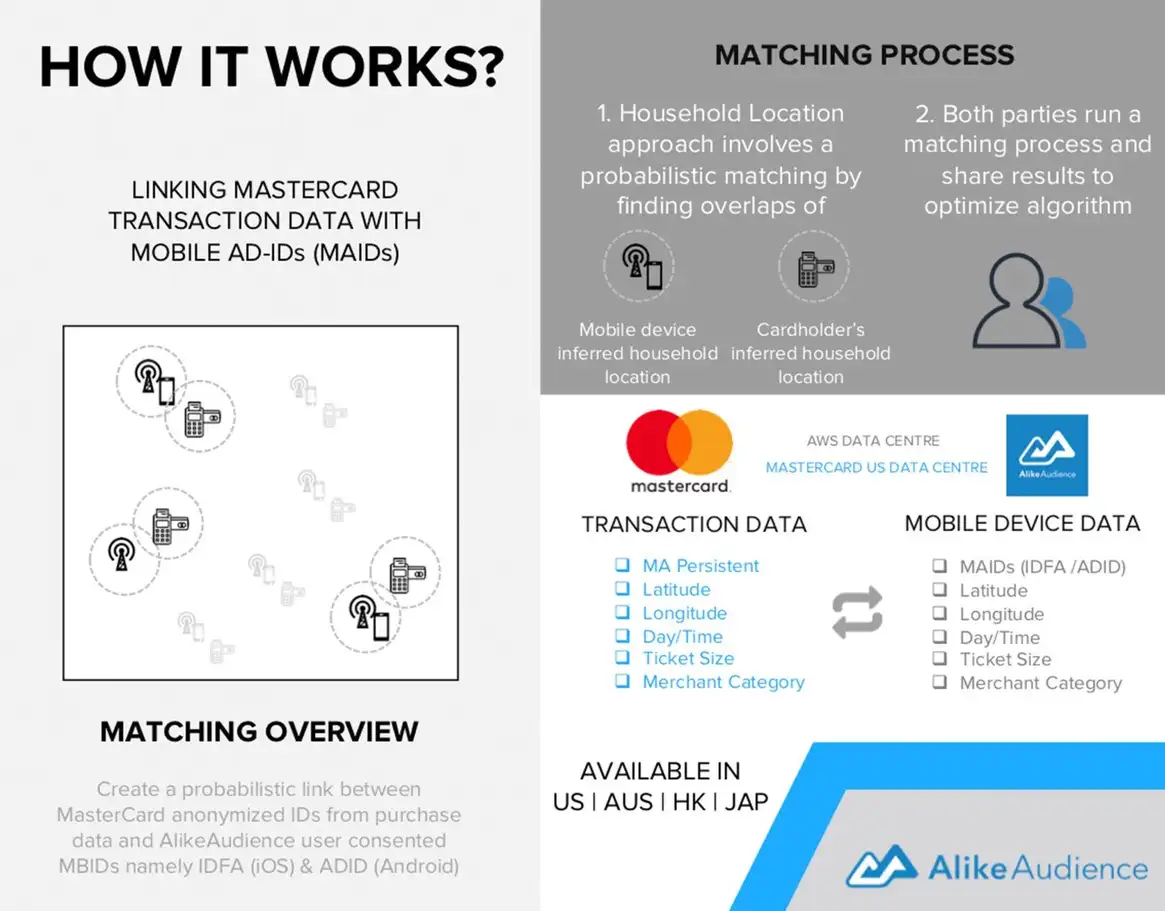 HOW IT WORKS?
LINKING MASTERCARD
TRANSACTION DATA WITH
MOBILE AD-IDs (MAIDs)
MATCHING OVERVIEW
Create a probabilistic link between
MasterCard anonymized IDs from purchase
data and AlikeAudience user consented
MBIDs namely IDFA (iOS) & ADID (Android)
MATCHING PROCESS
1. Household Location
approach involves a
probabilistic matching by
finding overlaps of
Mobile device
inferred household
location
Cardholder's
inferred household
location
2. Both parties run a
matching process and
share results to
optimize algorithm
mastercard.
AWS DATA CENTRE
MASTERCARD US DATA CENTRE
AlikeAudience
TRANSACTION DATA
MA Persistent
Latitude
Longitude
Day/Time
Ticket Size
Merchant Category
MOBILE DEVICE DATA
MAIDs (IDFA /ADID)
Latitude
Longitude
Day/Time
Ticket Size
Merchant Category
AVAILABLE IN
US | AUS | HK | JAP
AlikeAudience